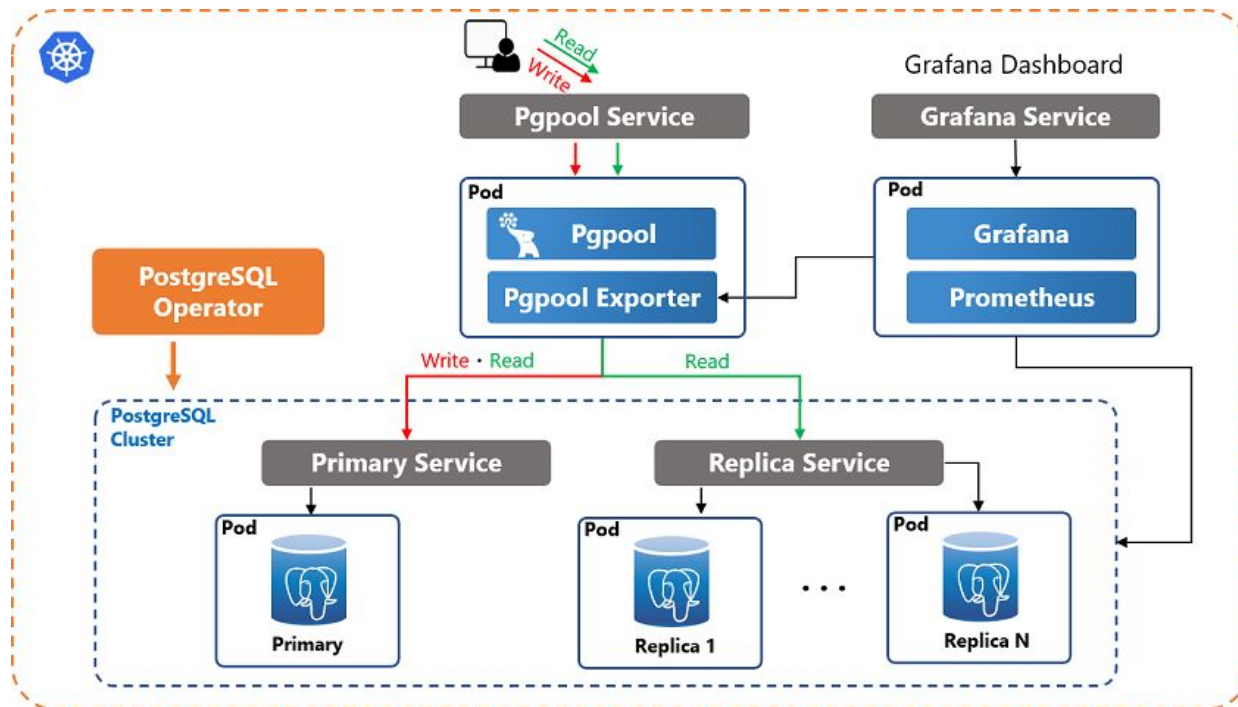 Read
Write
Grafana Dashboard
Pgpool Service
Grafana Service
Pod
Pgpool
Pgpool Exporter
Pod
Grafana
Prometheus
PostgreSQL
Operator
Write・Read
Read
PostgreSQL
Cluster
Primary Service
Replica Service
Pod
Primary
Pod
Replica 1
...
Pod
Replica N